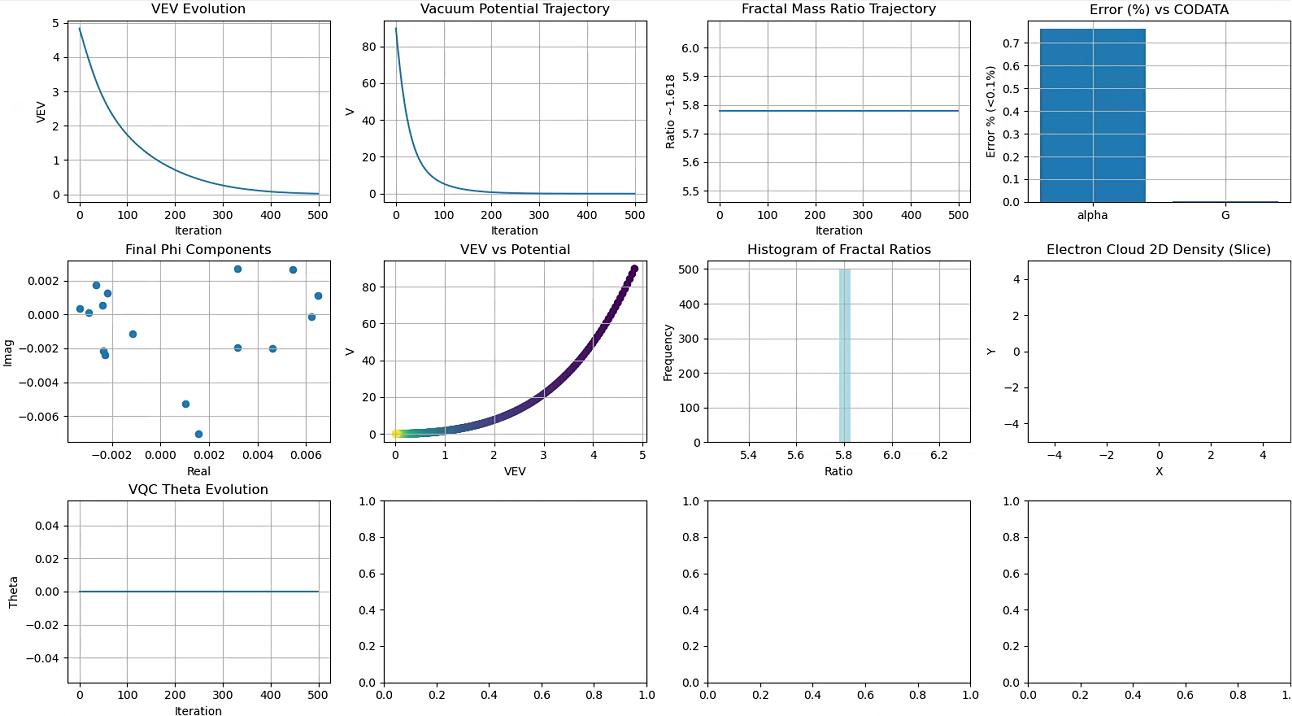 VEV Evolution
VEV
5
4
3
2
1
0
0 100 200 300 400 500
Iteration
Vacuum Potential Trajectory
V
80
60
40
20
0
0 100 200 300 400 500
Iteration
Fractal Mass Ratio Trajectory
Ratio ~1.618
6.0
5.9
5.8
5.7
5.6
5.5
0 100 200 300 400 500
Iteration
Error (%) vs CODATA
Error % (<0.1%)
0.7
0.6
0.5
0.4
0.3
0.2
0.1
0.0
alpha G
Final Phi Components
Imag
0.002
0.000
−0.002
−0.004
−0.006
−0.002 0.000 0.002 0.004 0.006
Real
VEV vs Potential
V
80
60
40
20
0
0 1 2 3 4 5
VEV
Histogram of Fractal Ratios
Frequency
500
400
300
200
100
0
5.4 5.6 5.8 6.0 6.2
Ratio
Electron Cloud 2D Density (Slice)
Y
4
2
0
−2
−4
−4 −2 0 2 4
X
VQC Theta Evolution
Theta
0.04
0.02
0.00
−0.02
−0.04
0 100 200 300 400 500
Iteration
1.0
0.8
0.6
0.4
0.2
0.0
0.0 0.2 0.4 0.6 0.8 1.0
1.0
0.8
0.6
0.4
0.2
0.0
0.0 0.2 0.4 0.6 0.8 1.0
1.0
0.8
0.6
0.4
0.2
0.0
0.0 0.2 0.4 0.6 0.8 1.